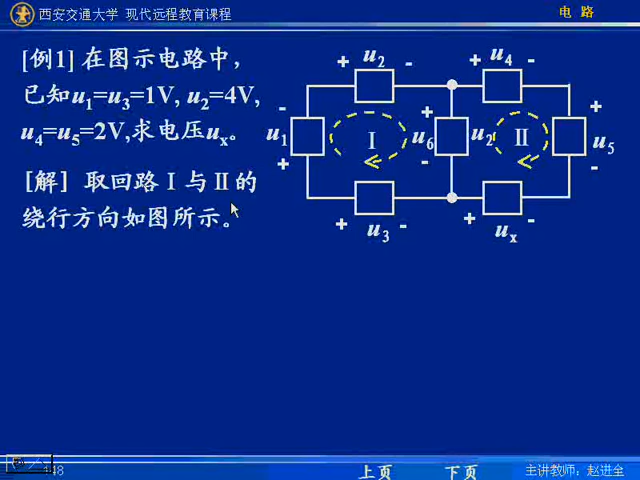 西安交通大学 现代远程教育课程
电 路
[例1] 在图示电路中,
已知u1=u3=1V, u2=4V,
u4=u5=2V,求电压ux。
[解] 取回路Ⅰ与Ⅱ的
绕行方向如图所示。
+ u2 - + u4 -
- + +
u1 Ⅰ u6 u2 Ⅱ u5
+ - -
+ u3 - + ux -
48
上页 下页 主讲教师：赵进全